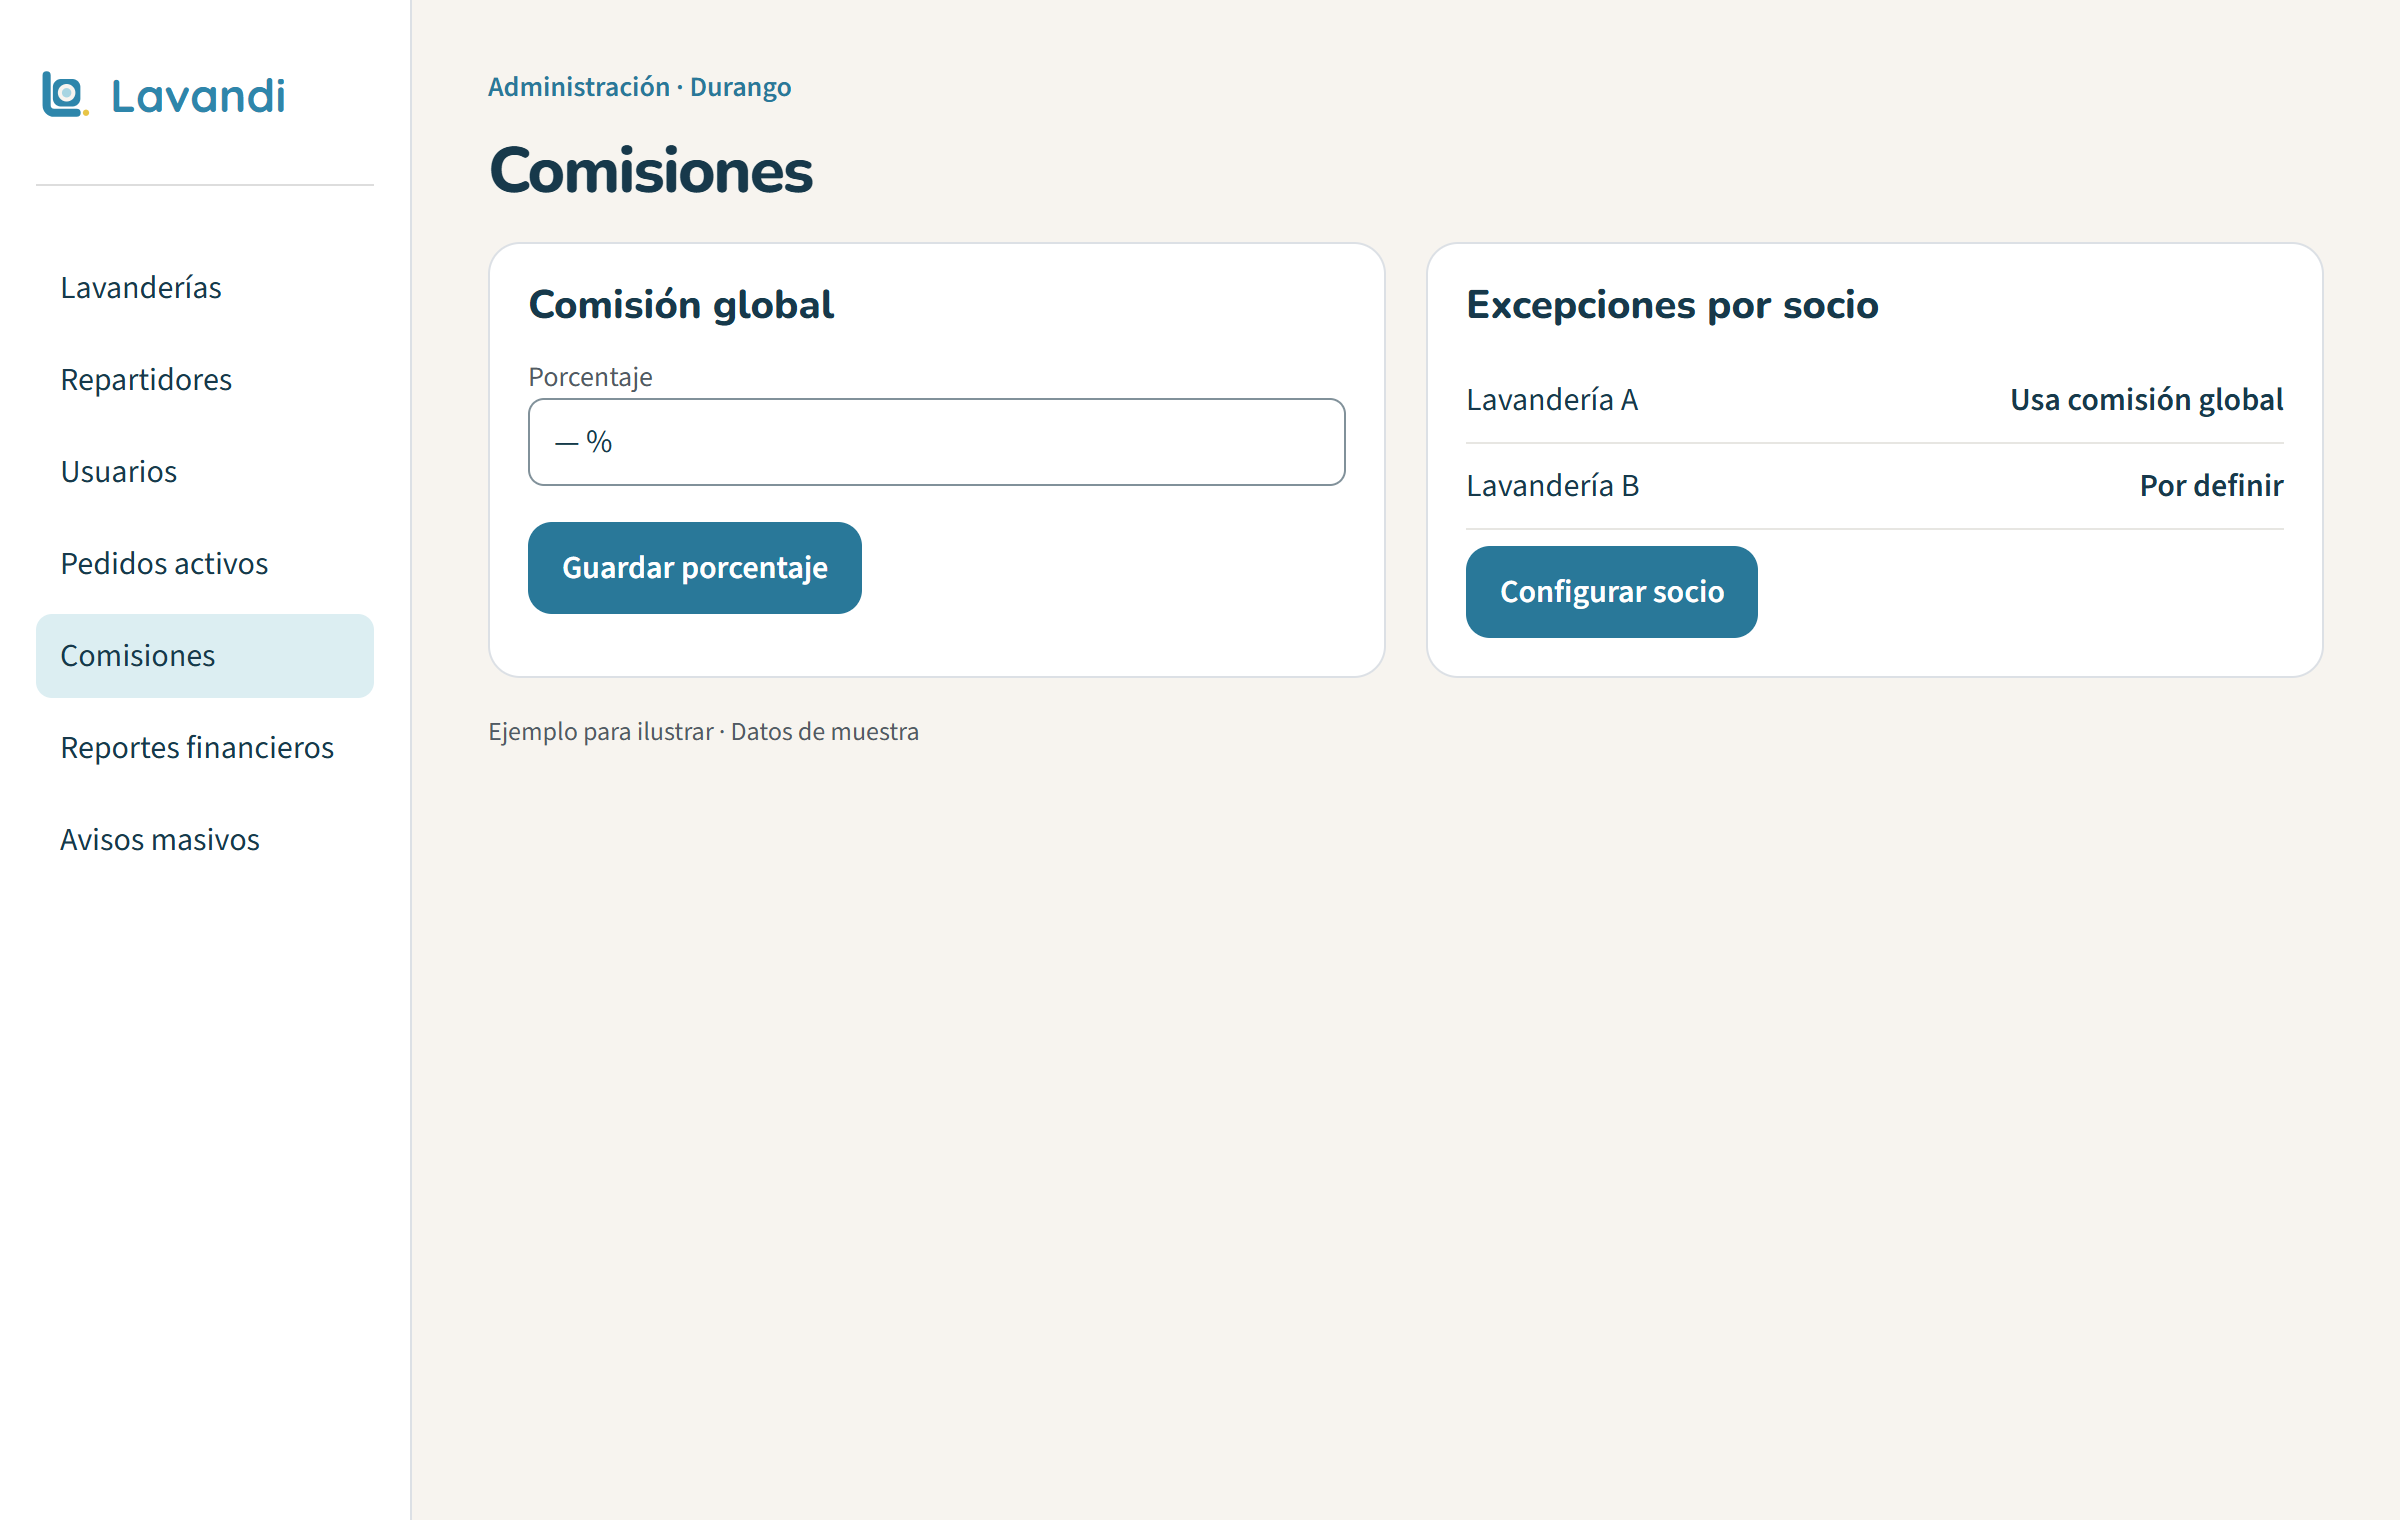 Lavandi
Lavanderías
Repartidores
Usuarios
Pedidos activos
Comisiones
Reportes financieros
Avisos masivos
Administración · Durango
Comisiones
Comisión global
Porcentaje
— %
Guardar porcentaje
Excepciones por socio
Lavandería A Usa comisión global
Lavandería B Por definir
Configurar socio
Ejemplo para ilustrar · Datos de muestra